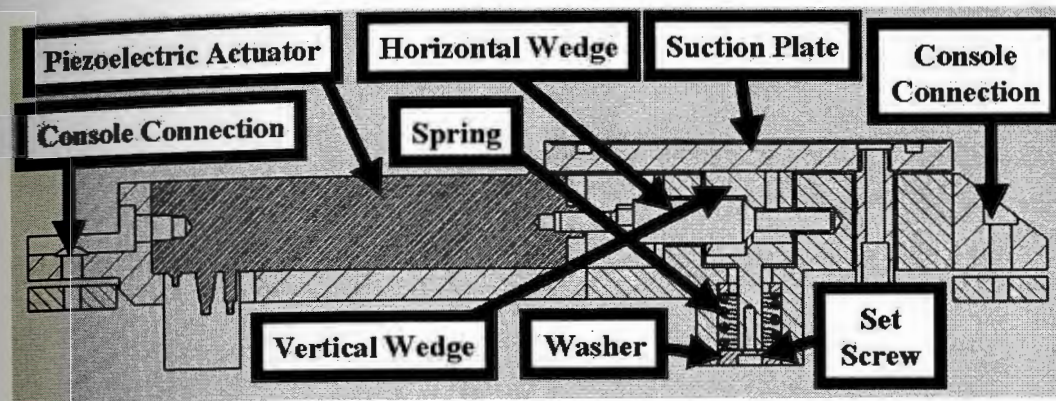 Piezoelectric Actuator
Horizontal Wedge
Suction Plate
Console
Connection
Console Connection
Spring
Vertical Wedge
Washer
Set
Screw